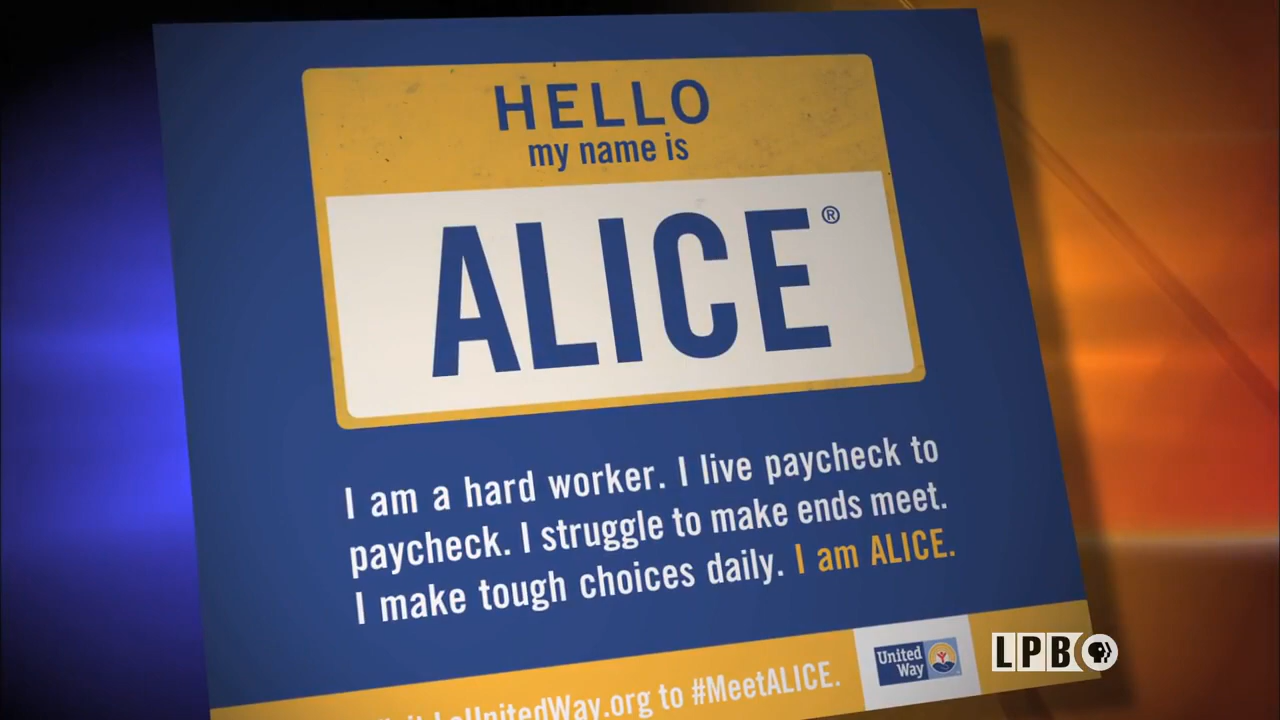 HELLO
my name is
ALICE®
I am a hard worker. I live paycheck to
paycheck. I struggle to make ends meet.
I make tough choices daily. I am ALICE.
LaUnitedWay.org to #MeetALICE.
United
Way
LPB